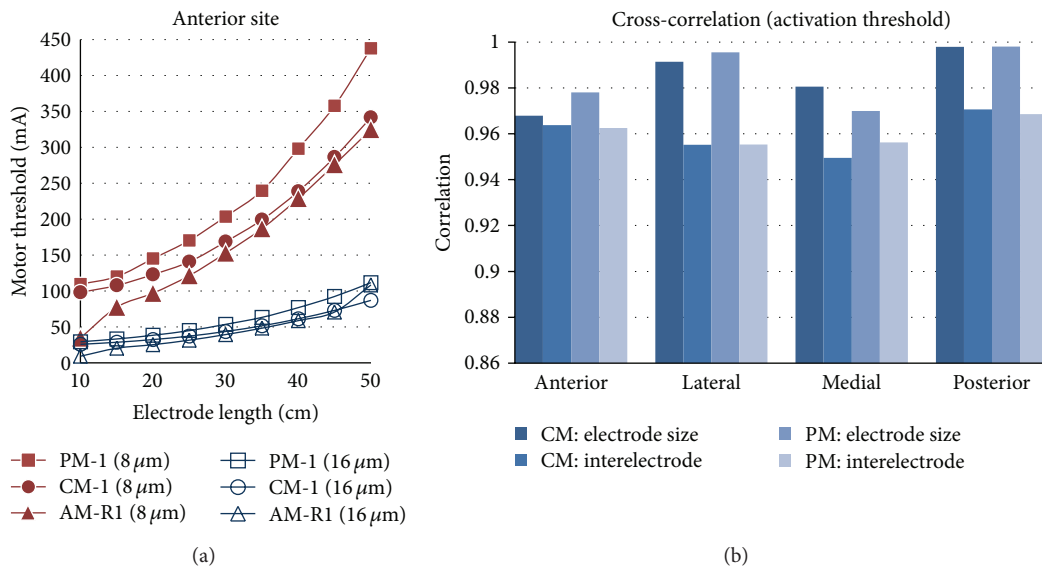 Anterior site
450
400
350
300
250
200
150
100
50
0
Motor threshold (mA)
10 20 30 40 50
Electrode length (cm)
PM-1 (8 μm)
CM-1 (8 μm)
AM-R1 (8 μm)
PM-1 (16 μm)
CM-1 (16 μm)
AM-R1 (16 μm)
(a)
Cross-correlation (activation threshold)
1
0.98
0.96
0.94
0.92
0.9
0.88
0.86
Correlation
Anterior Lateral Medial Posterior
CM: electrode size
CM: interelectrode
PM: electrode size
PM: interelectrode
(b)